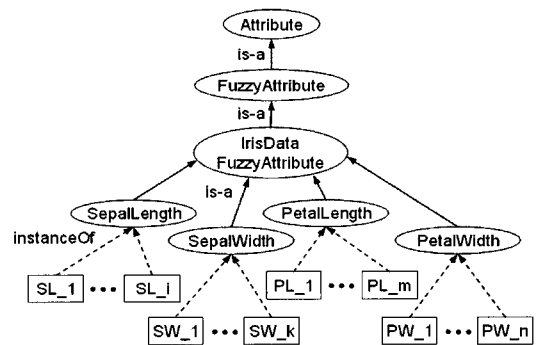 Attribute
is-a
FuzzyAttribute
is-a
IrisData
FuzzyAttribute
is-a
SepalLength
PetalLength
instanceOf
SepalWidth
PetalWidth
SL_1 ••• SL_i
PL_1 ••• PL_m
SW_1 ••• SW_k
PW_1 ••• PW_n